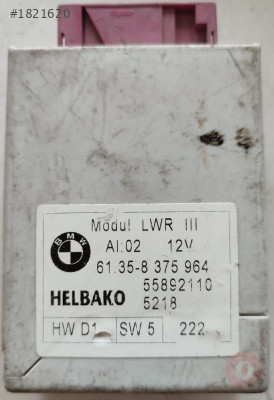 #1821620
Modul LWR III
BMW
AI:02 12V
61.35-8 375 964
55892110
HELBAKO 5218
HW D1 SW 5 222